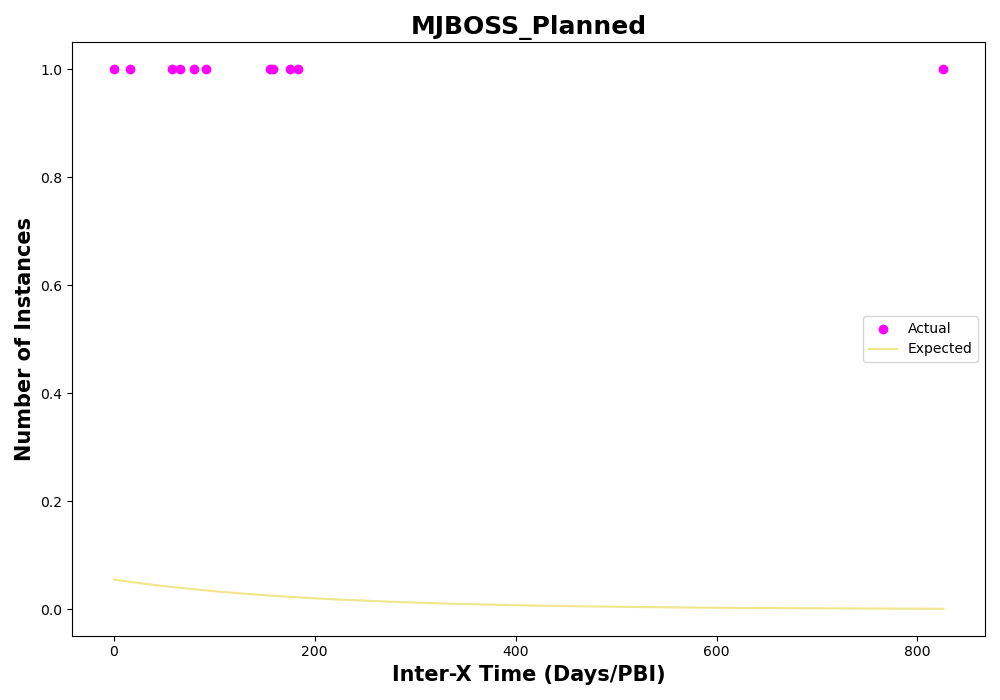 MJBOSS_Planned
Number of Instances
1.0
0.8
0.6
0.4
0.2
0.0
Actual
Expected
0
200
400
600
800
Inter-X Time (Days/PBI)